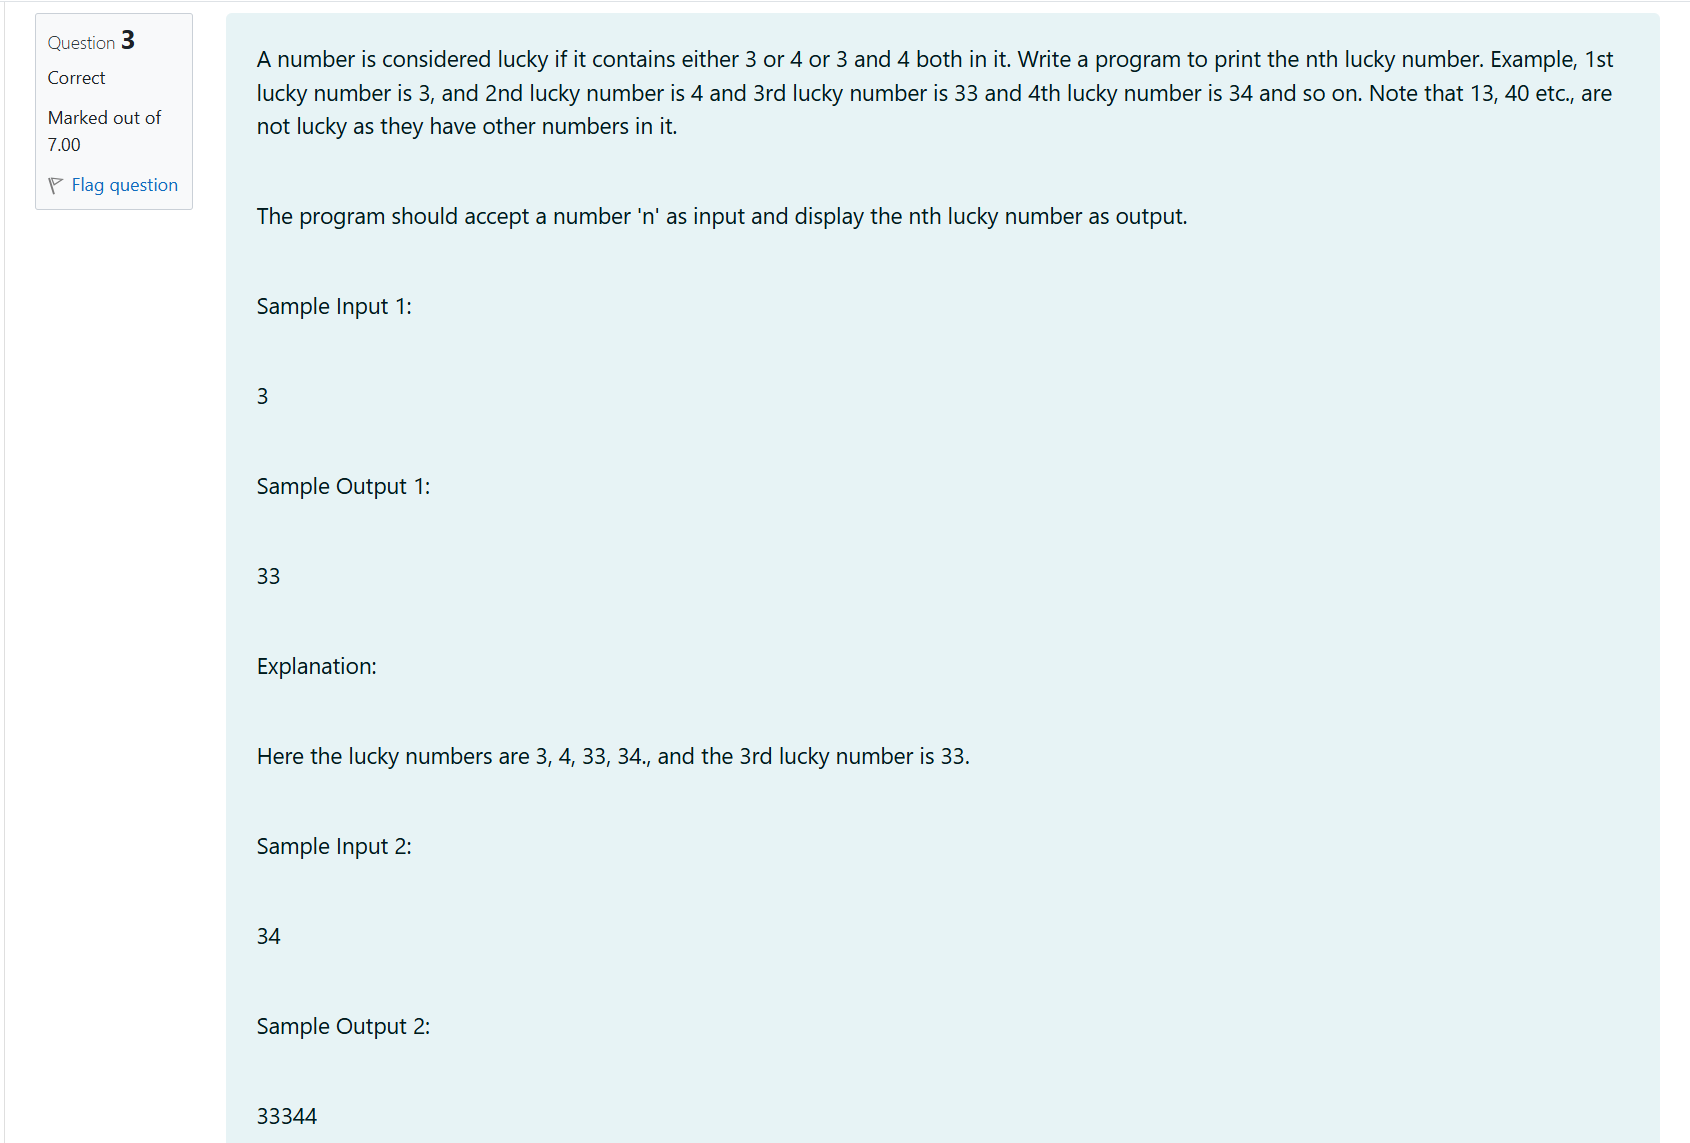 Question 3
Correct
Marked out of
7.00
Flag question
A number is considered lucky if it contains either 3 or 4 or 3 and 4 both in it. Write a program to print the nth lucky number. Example, 1st
lucky number is 3, and 2nd lucky number is 4 and 3rd lucky number is 33 and 4th lucky number is 34 and so on. Note that 13, 40 etc., are
not lucky as they have other numbers in it.
The program should accept a number 'n' as input and display the nth lucky number as output.
Sample Input 1:
3
Sample Output 1:
33
Explanation:
Here the lucky numbers are 3, 4, 33, 34., and the 3rd lucky number is 33.
Sample Input 2:
34
Sample Output 2:
33344